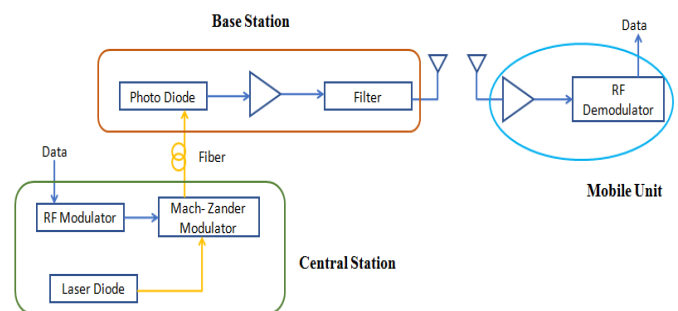 Base Station
Data
Photo Diode
Filter
RF
Demodulator
Data
Fiber
Mobile Unit
RF Modulator
Mach- Zander
Modulator
Central Station
Laser Diode